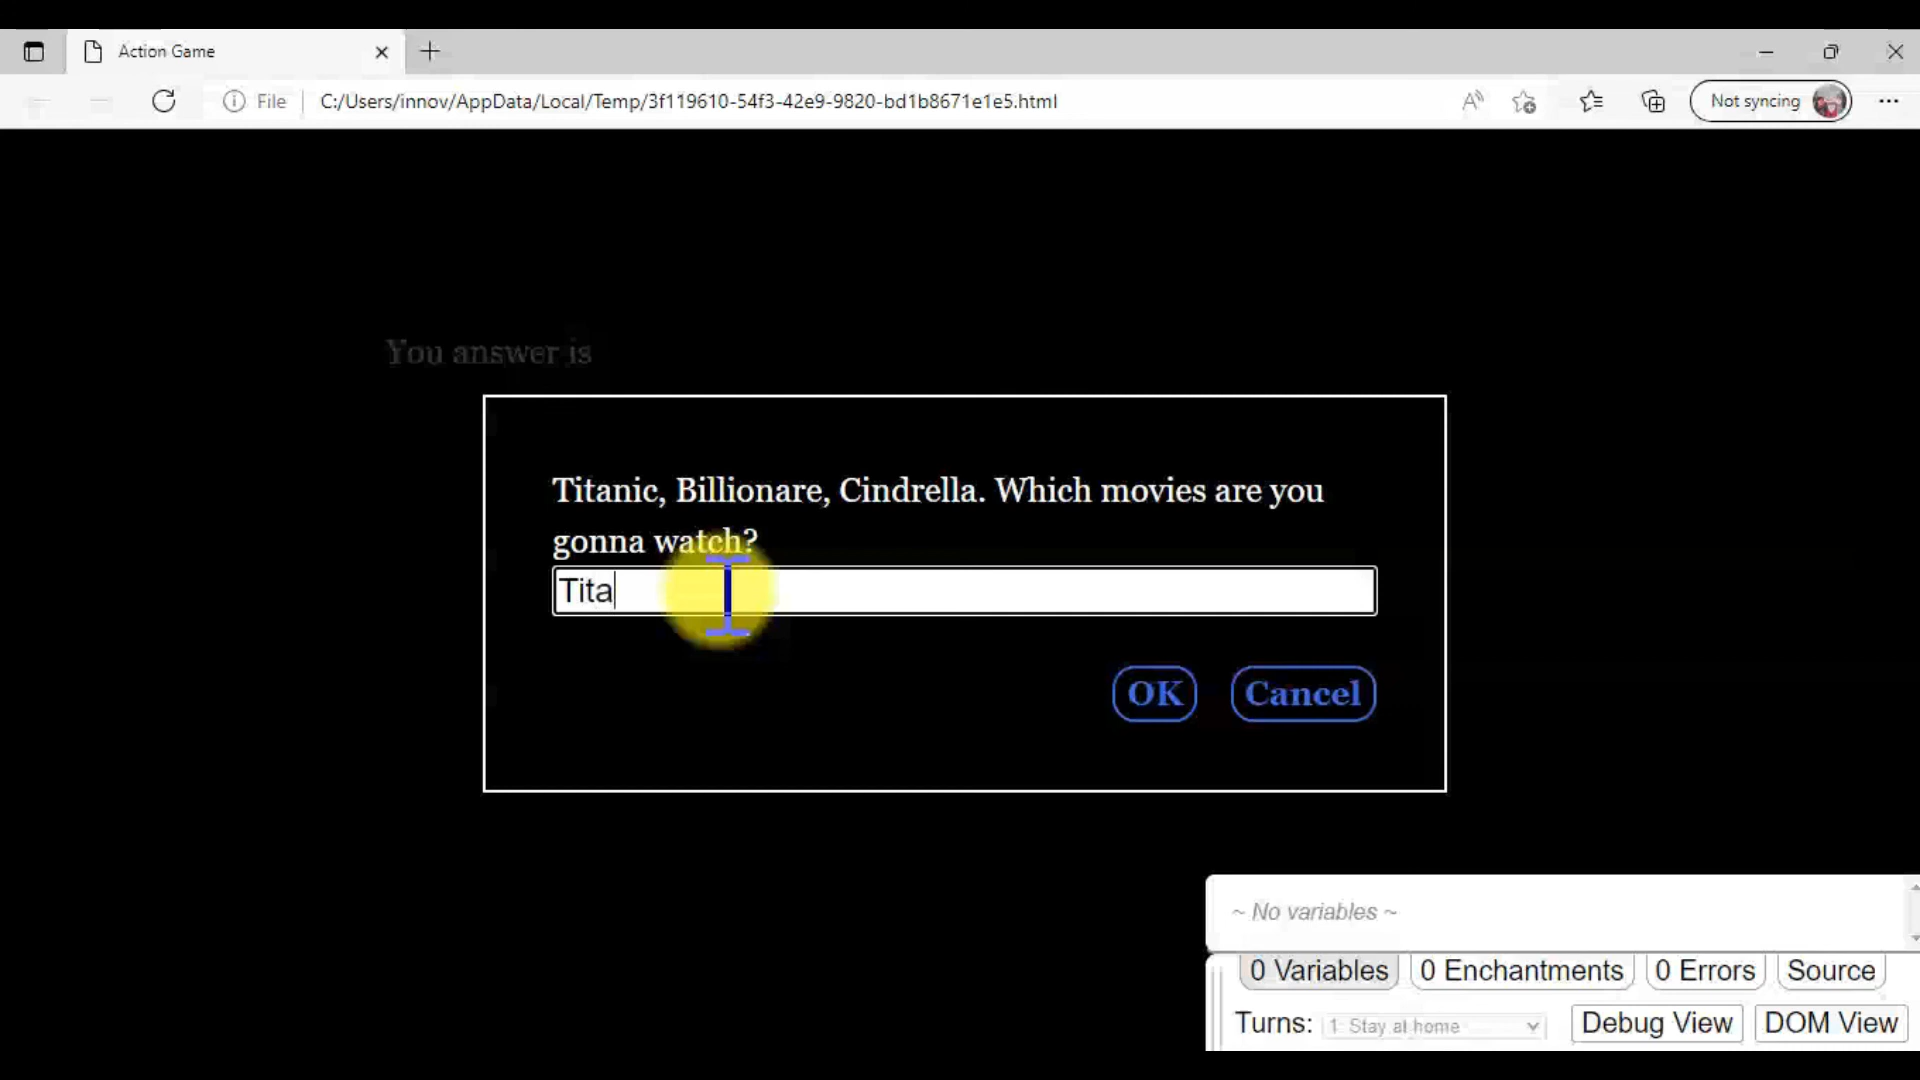 Action Game
File
C:/Users/innov/AppData/Local/Temp/3f119610-54f3-42e9-9820-bd1b8671e1e5.html
Not syncing
You answer is
Titanic, Billionare, Cindrella. Which movies are you
gonna watch?
Tita
OK Cancel
~ No variables ~
0 Variables 0 Enchantments 0 Errors Source
Turns: 1: Stay at home Debug View DOM View